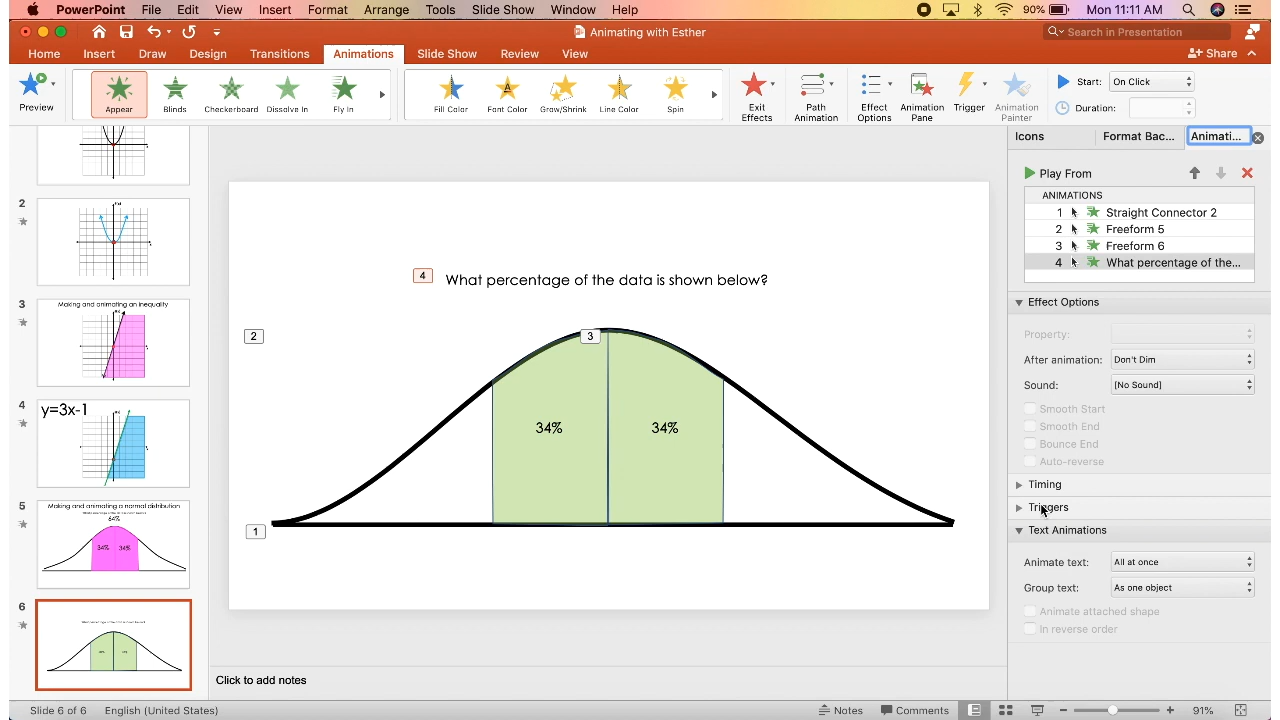 PowerPoint File Edit View Insert Format Arrange Tools Slide Show Window Help 90% Mon 11:11 AM
Animating with Esther Search in Presentation
Home Insert Draw Design Transitions Animations Slide Show Review View Share
Preview Appear Blinds Checkerboard Dissolve In Fly In Fill Color Font Color Grow/Shrink Line Color Spin Exit Effects Path Animation Effect Options Animation Pane Trigger Animation Painter
Start: On Click
Duration:
Icons Format Bac... Animati...
Play From
ANIMATIONS
1 Straight Connector 2
2 Freeform 5
3 Freeform 6
4 What percentage of the...
Effect Options
Property:
After animation: Don't Dim
Sound: [No Sound]
Smooth Start
Smooth End
Bounce End
Auto-reverse
Timing
Triggers
Text Animations
Animate text: All at once
Group text: As one object
Animate attached shape
In reverse order
2
3
Making and animating an inequality
4
y=3x-1
5
Making and animating a normal distribution
64%
34% 34%
6
4 What percentage of the data is shown below?
2
3
34% 34%
1
Click to add notes
Slide 6 of 6 English (United States) Notes Comments 91%